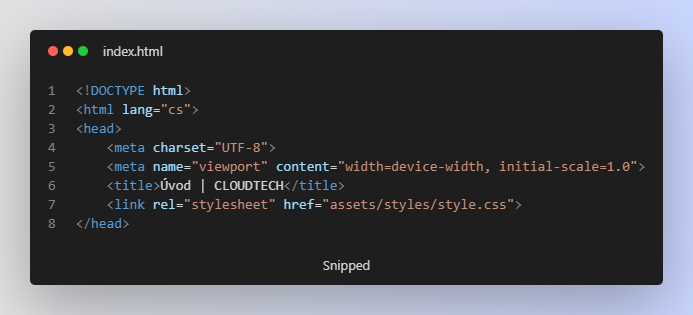 index.html
1 <!DOCTYPE html>
2 <html lang="cs">
3 <head>
4     <meta charset="UTF-8">
5     <meta name="viewport" content="width=device-width, initial-scale=1.0">
6     <title>Úvod | CLOUDTECH</title>
7     <link rel="stylesheet" href="assets/styles/style.css">
8 </head>
Snipped